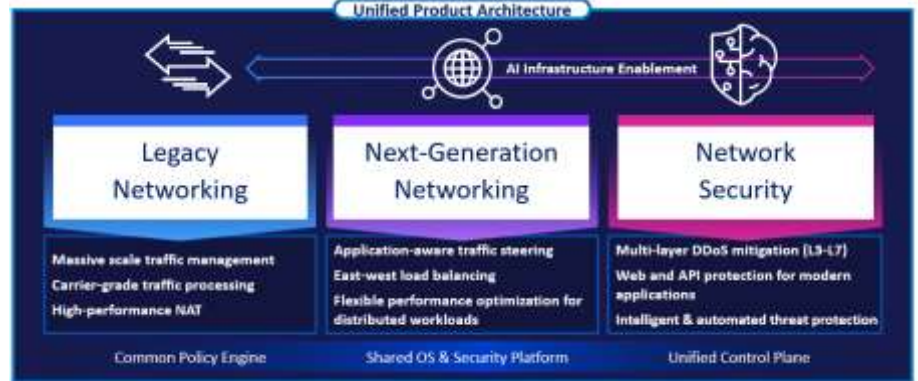 Unified Product Architecture
AI Infrastructure Enablement
Legacy
Networking
Next-Generation
Networking
Network
Security
Massive scale traffic management
Carrier-grade traffic processing
High-performance NAT
Application-aware traffic steering
East-west load balancing
Flexible performance optimization for
distributed workloads
Multi-layer DDoS mitigation (L3-L7)
Web and API protection for modern
applications
Intelligent & automated threat protection
Common Policy Engine
Shared OS & Security Platform
Unified Control Plane